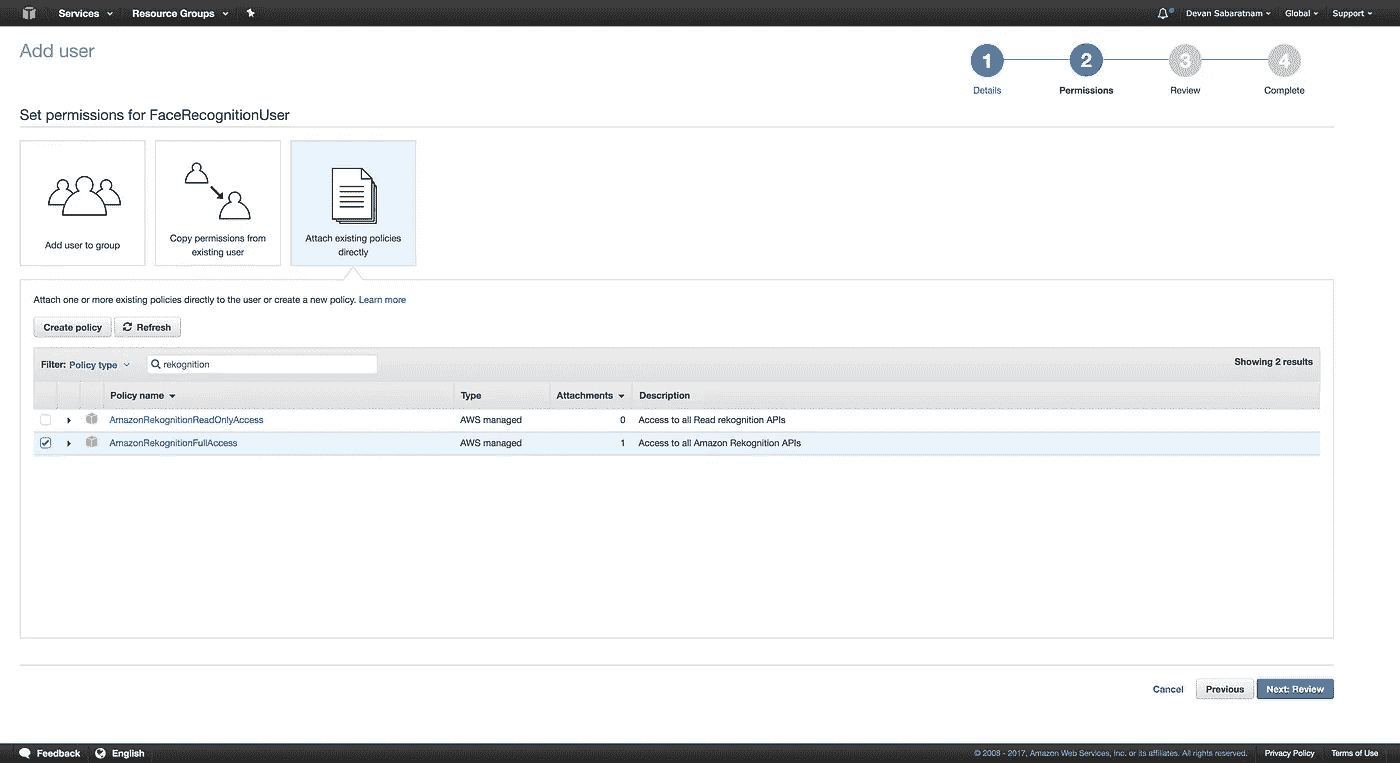 Services Resource Groups Devan Sabaratnam Global Support
Add user
1 2 3 4
Details Permissions Review Complete
Set permissions for FaceRecognitionUser
Add user to group
Copy permissions from
existing user
Attach existing policies
directly
Attach one or more existing policies directly to the user or create a new policy. Learn more
Create policy Refresh
Filter: Policy type rekognition Showing 2 results
Policy name Type Attachments Description
AmazonRekognitionReadOnlyAccess AWS managed 0 Access to all Read rekognition APIs
AmazonRekognitionFullAccess AWS managed 1 Access to all Amazon Rekognition APIs
Cancel Previous Next: Review
Feedback English © 2008 - 2017, Amazon Web Services, Inc. or its affiliates. All rights reserved. Privacy Policy Terms of Use